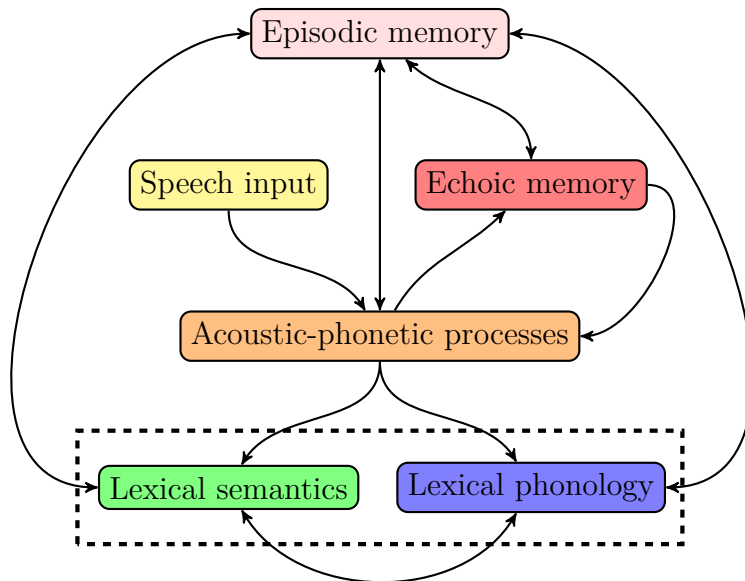 Episodic memory
Speech input
Echoic memory
Acoustic-phonetic processes
Lexical semantics
Lexical phonology